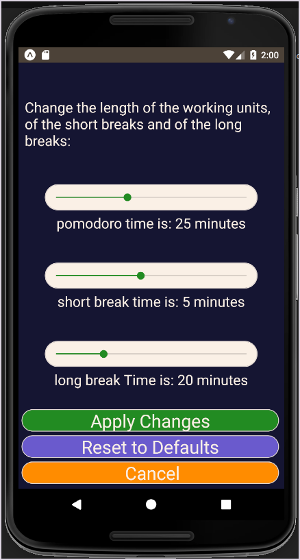 2:00
Change the length of the working units,
of the short breaks and of the long
breaks:
pomodoro time is: 25 minutes
short break time is: 5 minutes
long break Time is: 20 minutes
Apply Changes
Reset to Defaults
Cancel